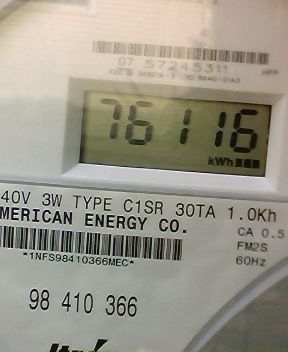 07 57245311
76116
kWh
40V 3W TYPE C1SR 30TA 1.0Kh
MERICAN ENERGY CO.
CA 0.5
FM2S
*1NFS98410366MEC*
60Hz
98 410 366